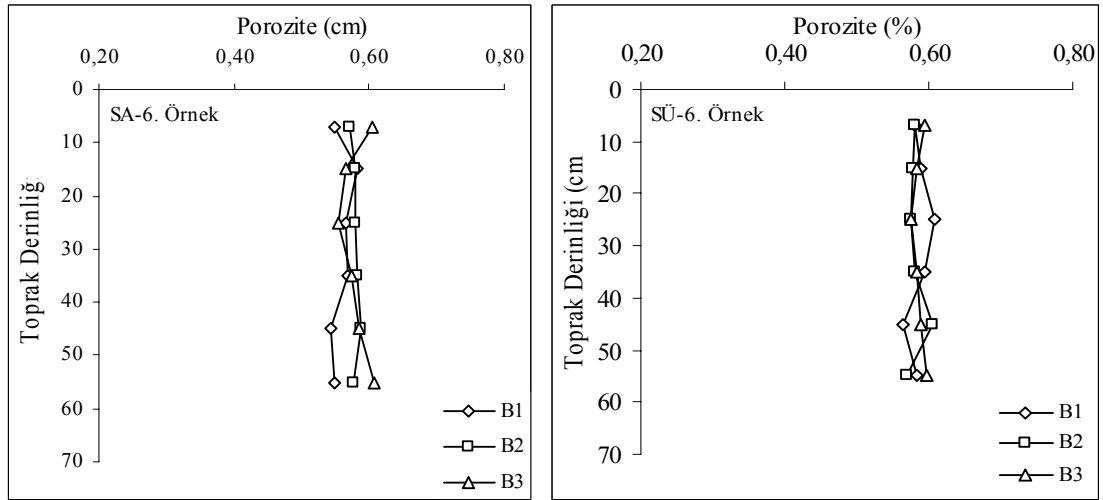 Porozite (cm)
0,20 0,40 0,60 0,80
0
10
20
30
40
50
60
70
Toprak Derinliğ
SA-6. Örnek
B1
B2
B3
Porozite (%)
0,20 0,40 0,60 0,80
0
10
20
30
40
50
60
70
Toprak Derinliği (cm
SÜ-6. Örnek
B1
B2
B3